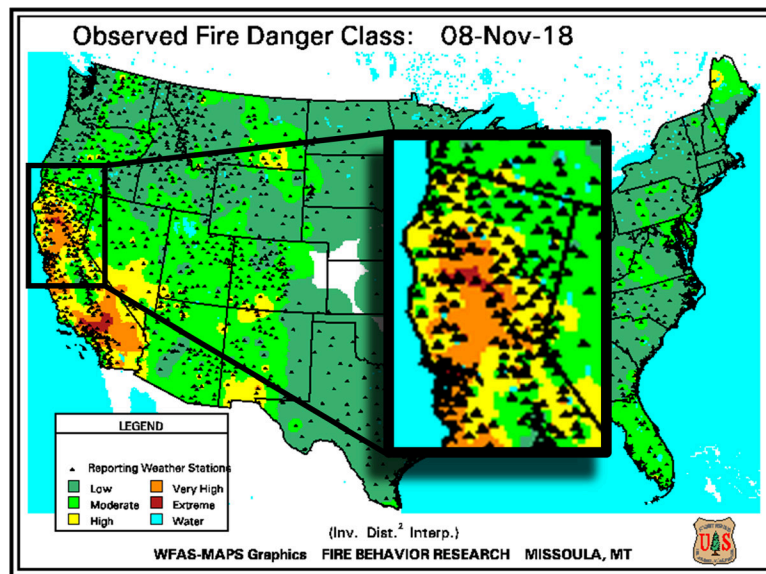 Observed Fire Danger Class: 08-Nov-18
LEGEND
Reporting Weather Stations
Low
Moderate
High
Very High
Extreme
Water
(Inv. Dist.² Interp.)
WFAS-MAPS Graphics FIRE BEHAVIOR RESEARCH MISSOULA, MT
U S